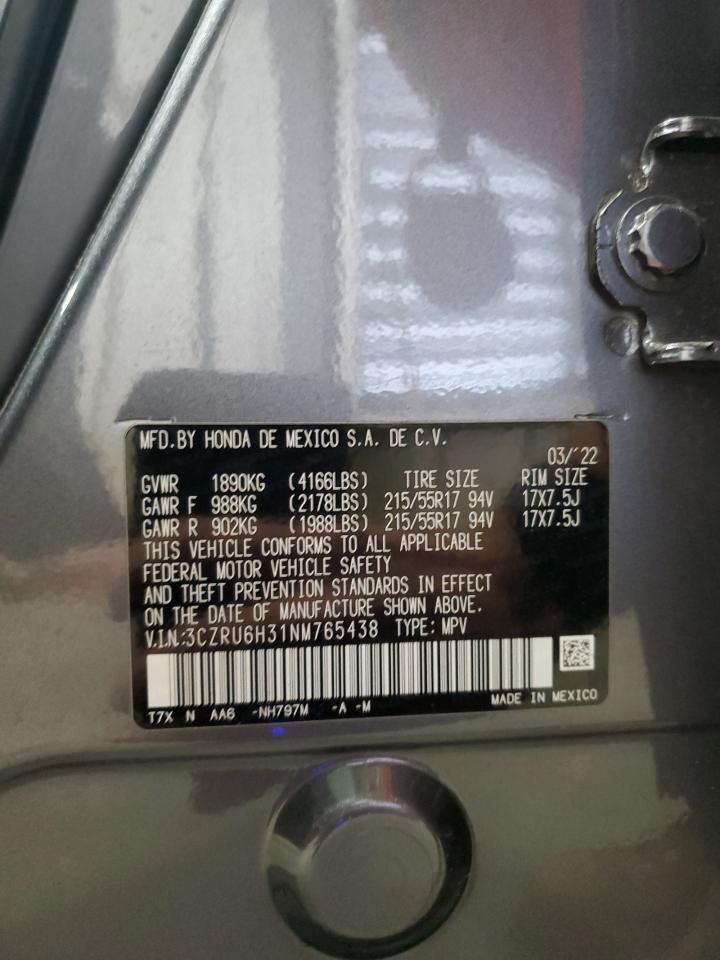 MFD.BY HONDA DE MEXICO S.A. DE C.V.
03/'22
GVWR 1890KG (4166LBS) TIRE SIZE RIM SIZE
GAWR F 988KG (2178LBS) 215/55R17 94V 17X7.5J
GAWR R 902KG (1988LBS) 215/55R17 94V 17X7.5J
THIS VEHICLE CONFORMS TO ALL APPLICABLE
FEDERAL MOTOR VEHICLE SAFETY
AND THEFT PREVENTION STANDARDS IN EFFECT
ON THE DATE OF MANUFACTURE SHOWN ABOVE.
V.I.N.:3CZRU6H31NM765438 TYPE: MPV
T7X N AA6 -NH797M -A -M MADE IN MEXICO